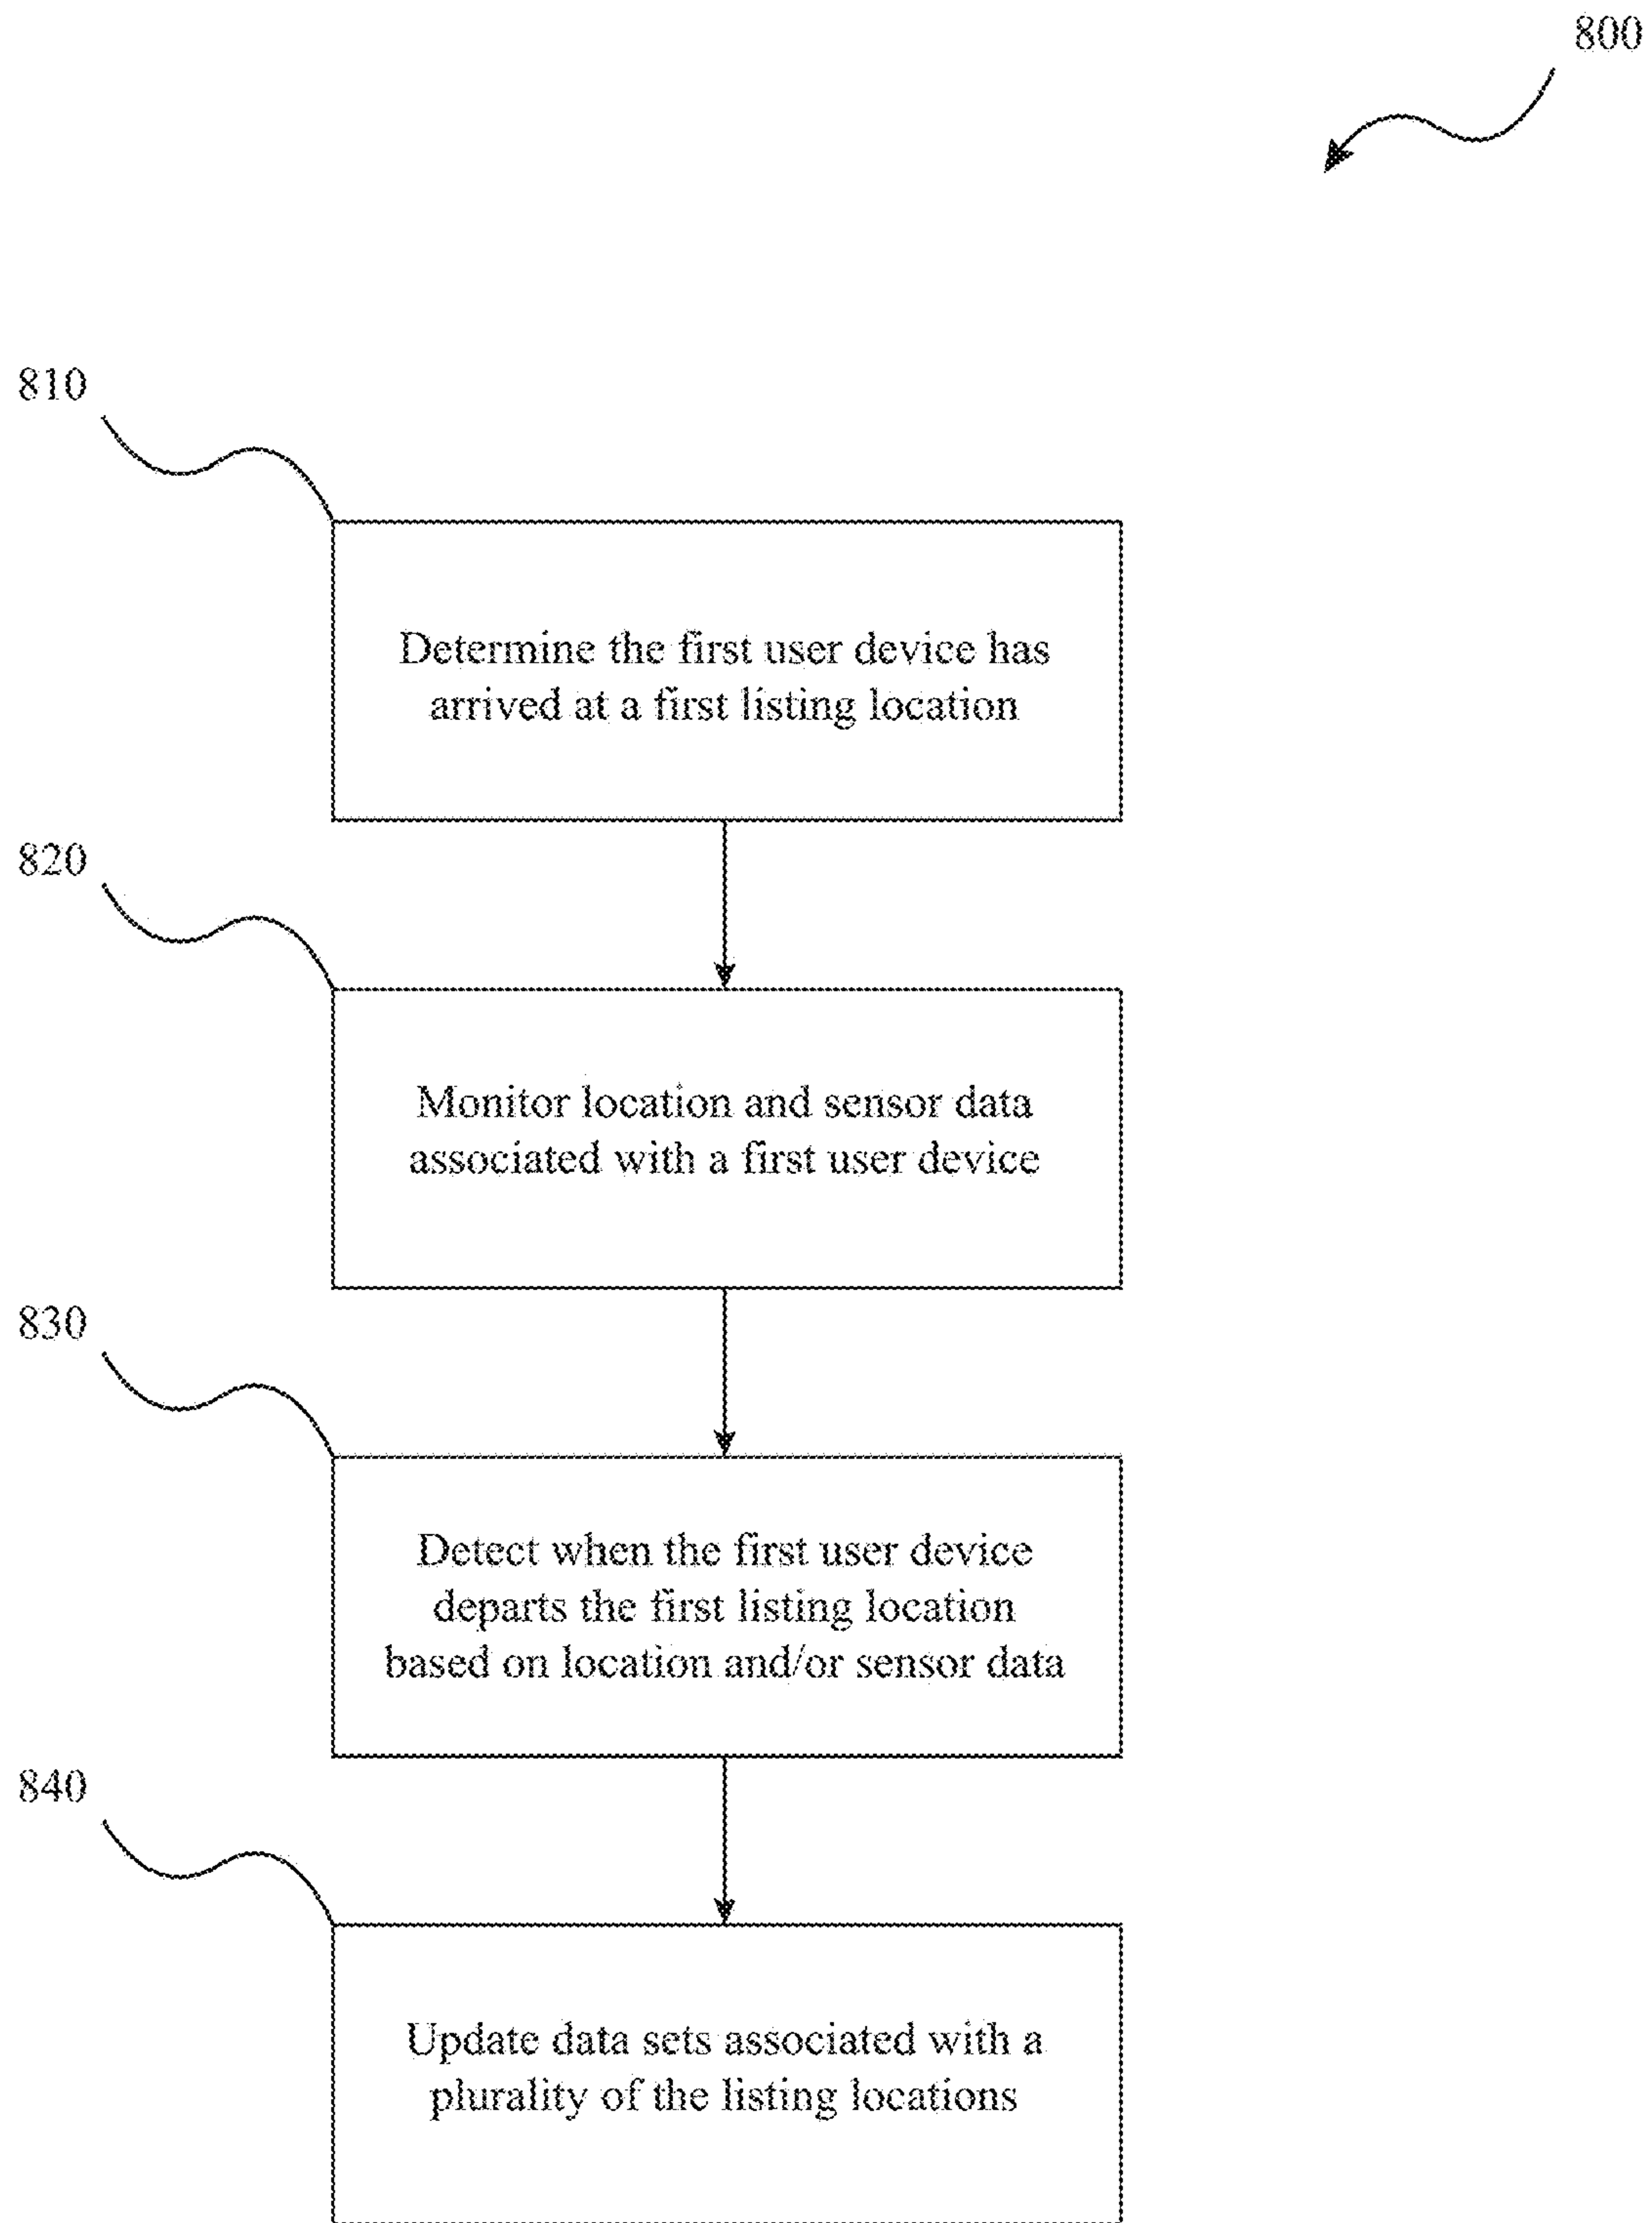 800
810
Determine the first user device has
arrived at a first listing location
820
Monitor location and sensor data
associated with a first user device
830
Detect when the first user device
departs the first listing location
based on location and/or sensor data
840
Update data sets associated with a
plurality of the listing locations